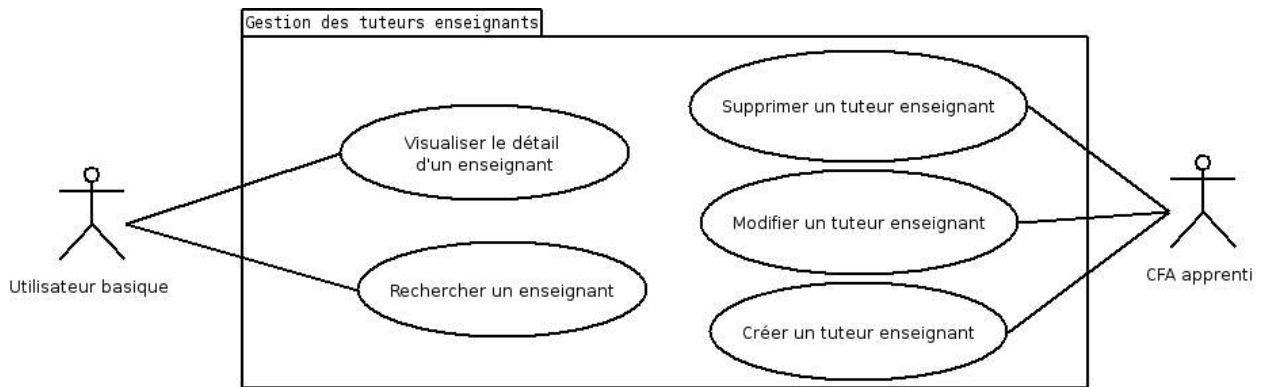 Gestion des tuteurs enseignants
Supprimer un tuteur enseignant
Visualiser le détail
d'un enseignant
Modifier un tuteur enseignant
Utilisateur basique
Rechercher un enseignant
CFA apprenti
Créer un tuteur enseignant